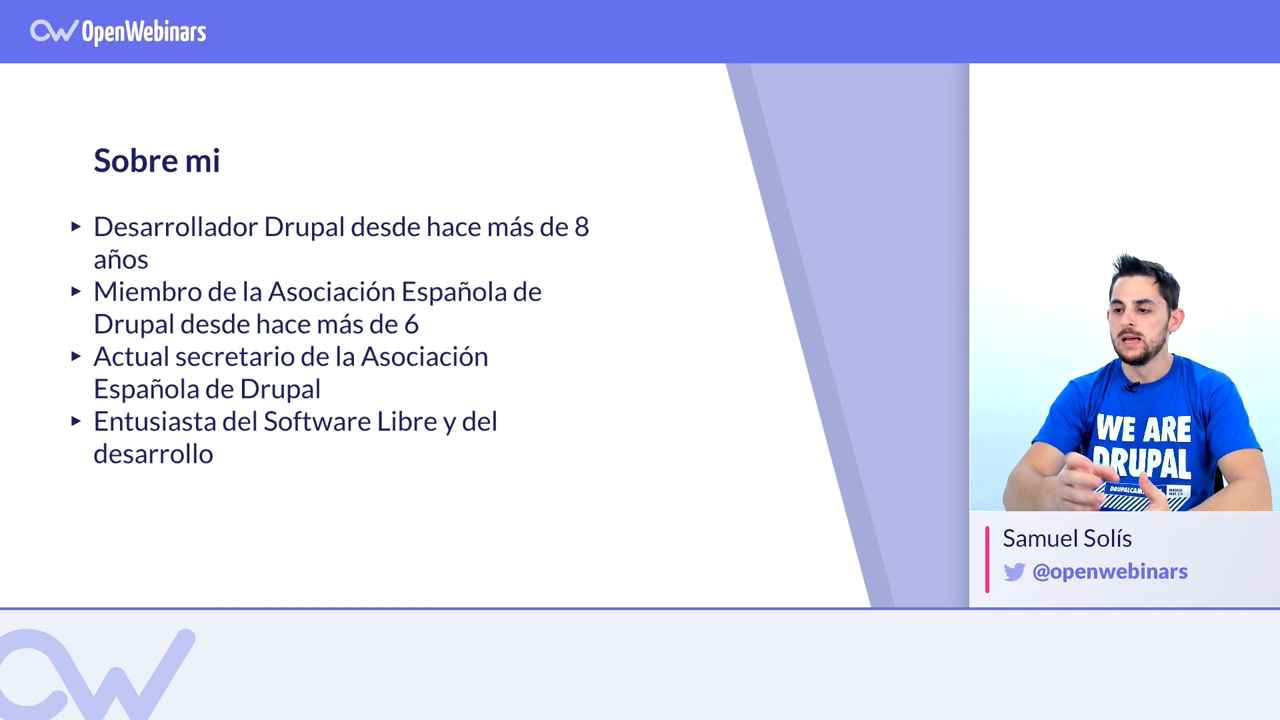 OpenWebinars
Sobre mi
‣ Desarrollador Drupal desde hace más de 8
años
‣ Miembro de la Asociación Española de
Drupal desde hace más de 6
‣ Actual secretario de la Asociación
Española de Drupal
‣ Entusiasta del Software Libre y del
desarrollo
WE ARE
DRUPAL
Samuel Solís
@openwebinars